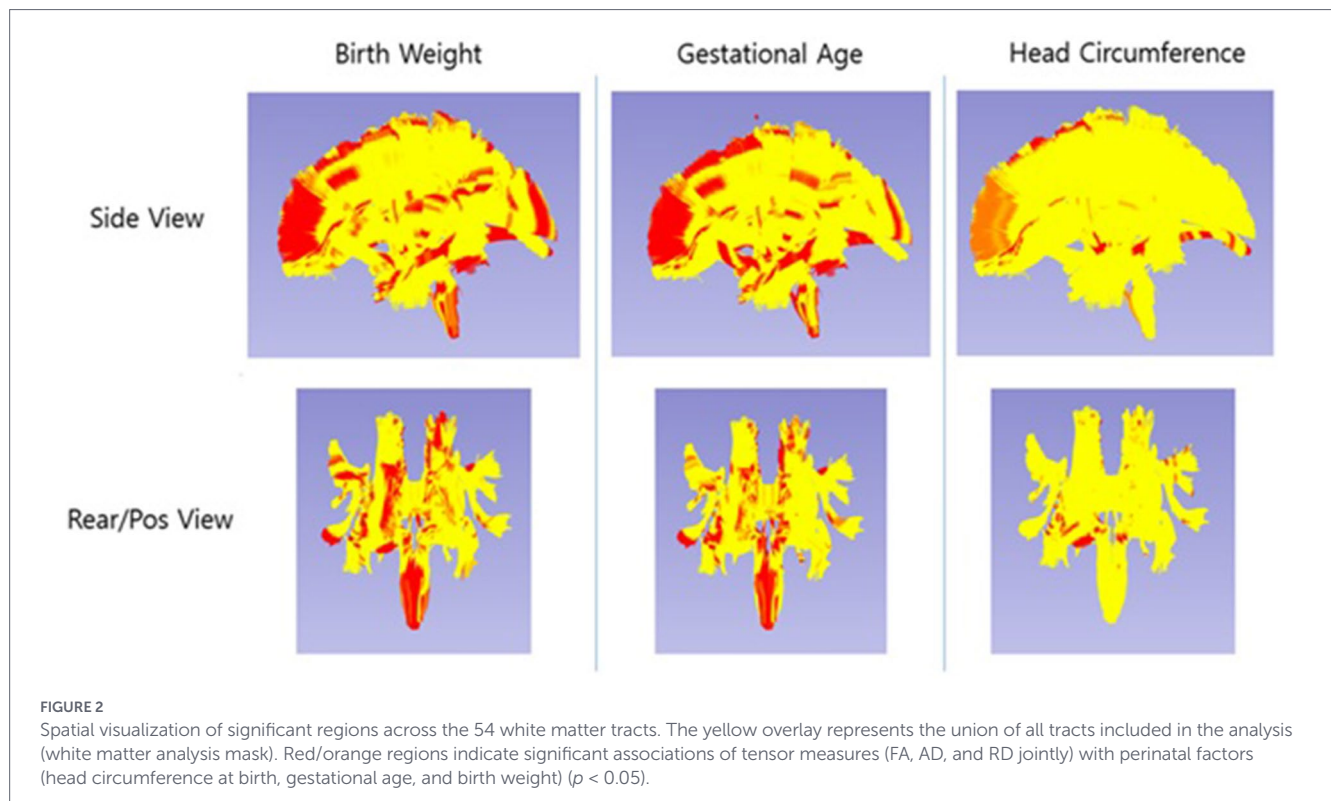 Birth Weight
Gestational Age
Head Circumference
Side View
Rear/Pos View
FIGURE 2
Spatial visualization of significant regions across the 54 white matter tracts. The yellow overlay represents the union of all tracts included in the analysis
(white matter analysis mask). Red/orange regions indicate significant associations of tensor measures (FA, AD, and RD jointly) with perinatal factors
(head circumference at birth, gestational age, and birth weight) (p < 0.05).